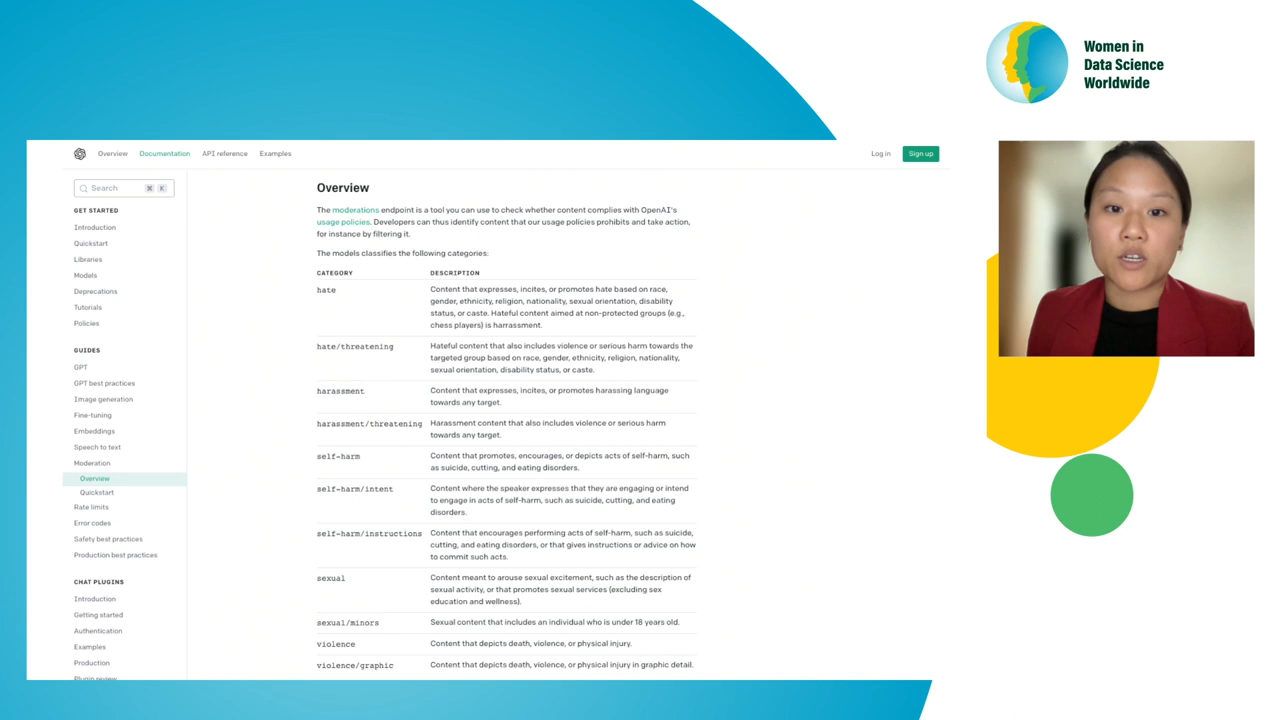 Women in
Data Science
Worldwide
Overview Documentation API reference Examples
Log in Sign up
Search ⌘ K
GET STARTED
Introduction
Quickstart
Libraries
Models
Deprecations
Tutorials
Policies
GUIDES
GPT
GPT best practices
Image generation
Fine-tuning
Embeddings
Speech to text
Moderation
Overview
Quickstart
Rate limits
Error codes
Safety best practices
Production best practices
CHAT PLUGINS
Introduction
Getting started
Authentication
Examples
Production
Plugin review
Overview
The moderations endpoint is a tool you can use to check whether content complies with OpenAI's
usage policies. Developers can thus identify content that our usage policies prohibits and take action,
for instance by filtering it.
The models classifies the following categories:
CATEGORY DESCRIPTION
hate Content that expresses, incites, or promotes hate based on race,
gender, ethnicity, religion, nationality, sexual orientation, disability
status, or caste. Hateful content aimed at non-protected groups (e.g.,
chess players) is harrassment.
hate/threatening Hateful content that also includes violence or serious harm towards the
targeted group based on race, gender, ethnicity, religion, nationality,
sexual orientation, disability status, or caste.
harassment Content that expresses, incites, or promotes harassing language
towards any target.
harassment/threatening Harassment content that also includes violence or serious harm
towards any target.
self-harm Content that promotes, encourages, or depicts acts of self-harm, such
as suicide, cutting, and eating disorders.
self-harm/intent Content where the speaker expresses that they are engaging or intend
to engage in acts of self-harm, such as suicide, cutting, and eating
disorders.
self-harm/instructions Content that encourages performing acts of self-harm, such as suicide,
cutting, and eating disorders, or that gives instructions or advice on how
to commit such acts.
sexual Content meant to arouse sexual excitement, such as the description of
sexual activity, or that promotes sexual services (excluding sex
education and wellness).
sexual/minors Sexual content that includes an individual who is under 18 years old.
violence Content that depicts death, violence, or physical injury.
violence/graphic Content that depicts death, violence, or physical injury in graphic detail.